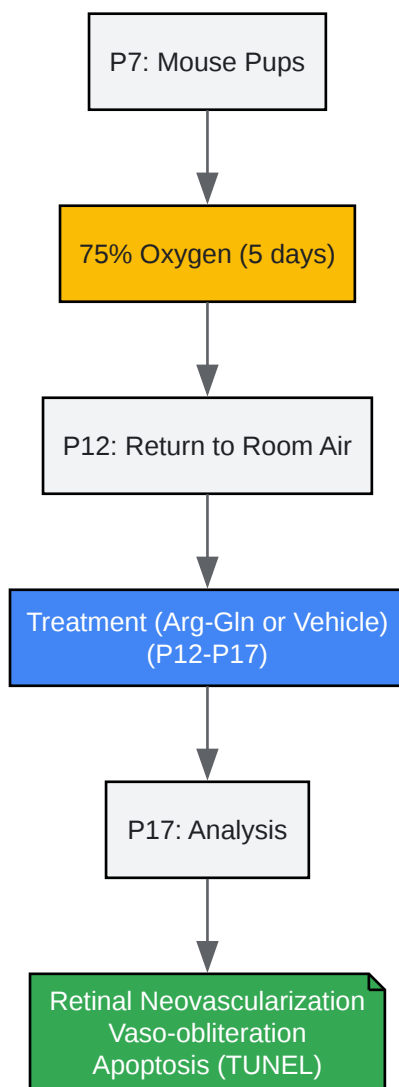 P7: Mouse Pups
75% Oxygen (5 days)
P12: Return to Room Air
Treatment (Arg-Gln or Vehicle)
(P12-P17)
P17: Analysis
Retinal Neovascularization
Vaso-obliteration
Apoptosis (TUNEL)